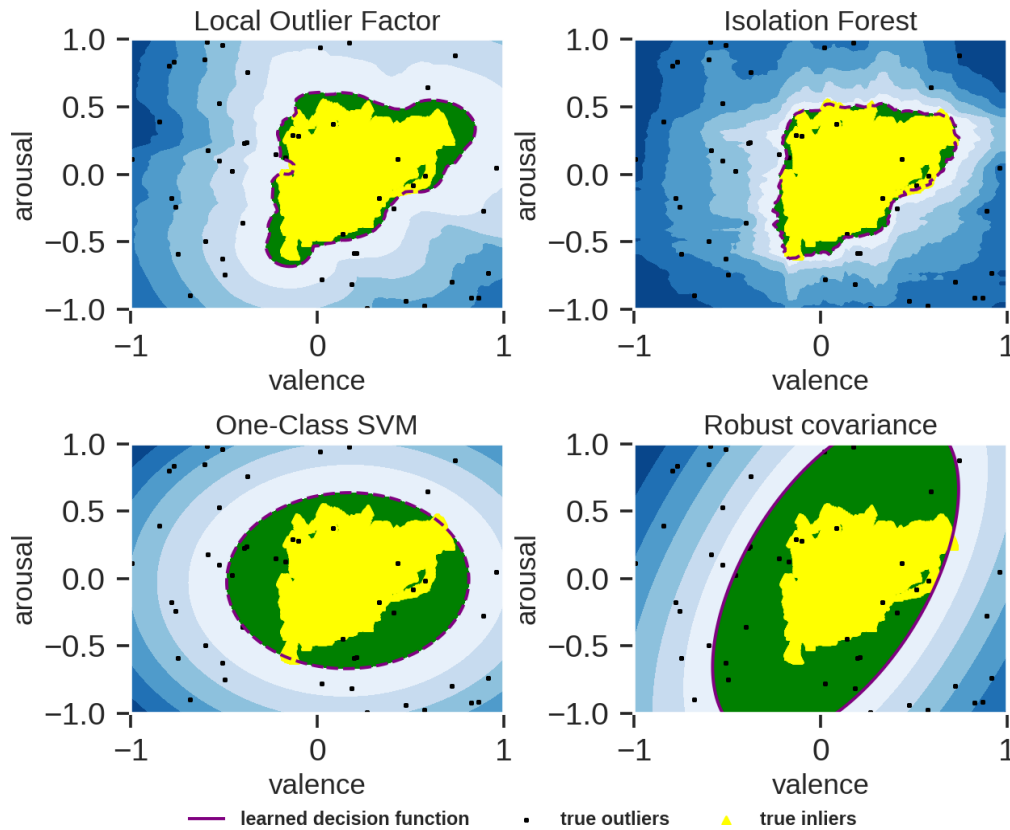 Local Outlier Factor
Isolation Forest
1.0
0.5
0.0
−0.5
−1.0
arousal
−1
0
1
valence
1.0
0.5
0.0
−0.5
−1.0
arousal
−1
0
1
valence
One-Class SVM
Robust covariance
1.0
0.5
0.0
−0.5
−1.0
arousal
−1
0
1
valence
1.0
0.5
0.0
−0.5
−1.0
arousal
−1
0
1
valence
learned decision function true outliers true inliers